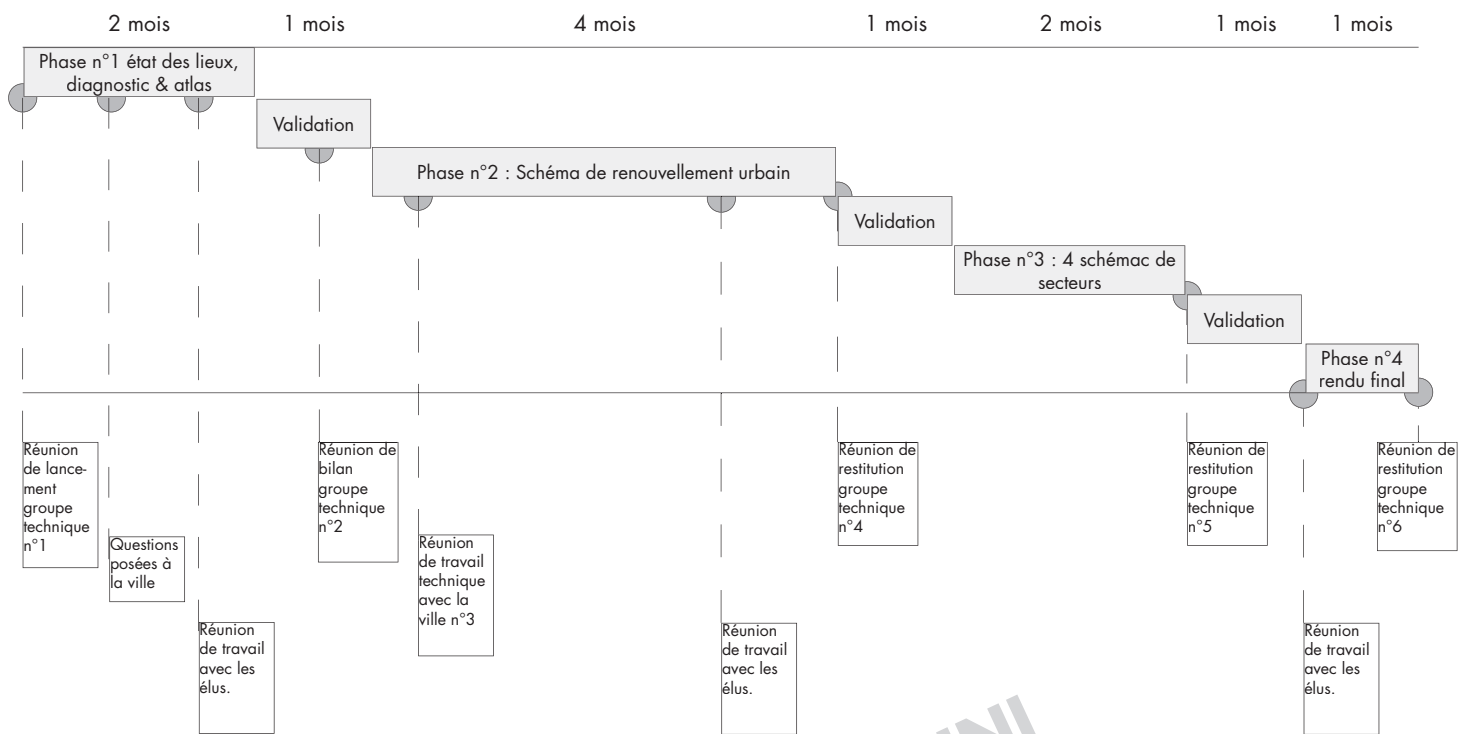 2 mois
1 mois
4 mois
1 mois
2 mois
1 mois
1 mois
Phase n°1 état des lieux,
diagnostic & atlas
Validation
Phase n°2 : Schéma de renouvellement urbain
Validation
Phase n°3 : 4 schémac de
secteurs
Validation
Phase n°4
rendu final
Réunion
de lance-
ment
groupe
technique
n°1
Questions
posées à
la ville
Réunion
de travail
avec les
élus.
Réunion de
bilan
groupe
technique
n°2
Réunion
de travail
technique
avec la
ville n°3
Réunion
de travail
avec les
élus.
Réunion de
restitution
groupe
technique
n°4
Réunion de
restitution
groupe
technique
n°5
Réunion
de travail
avec les
élus.
Réunion de
restitution
groupe
technique
n°6